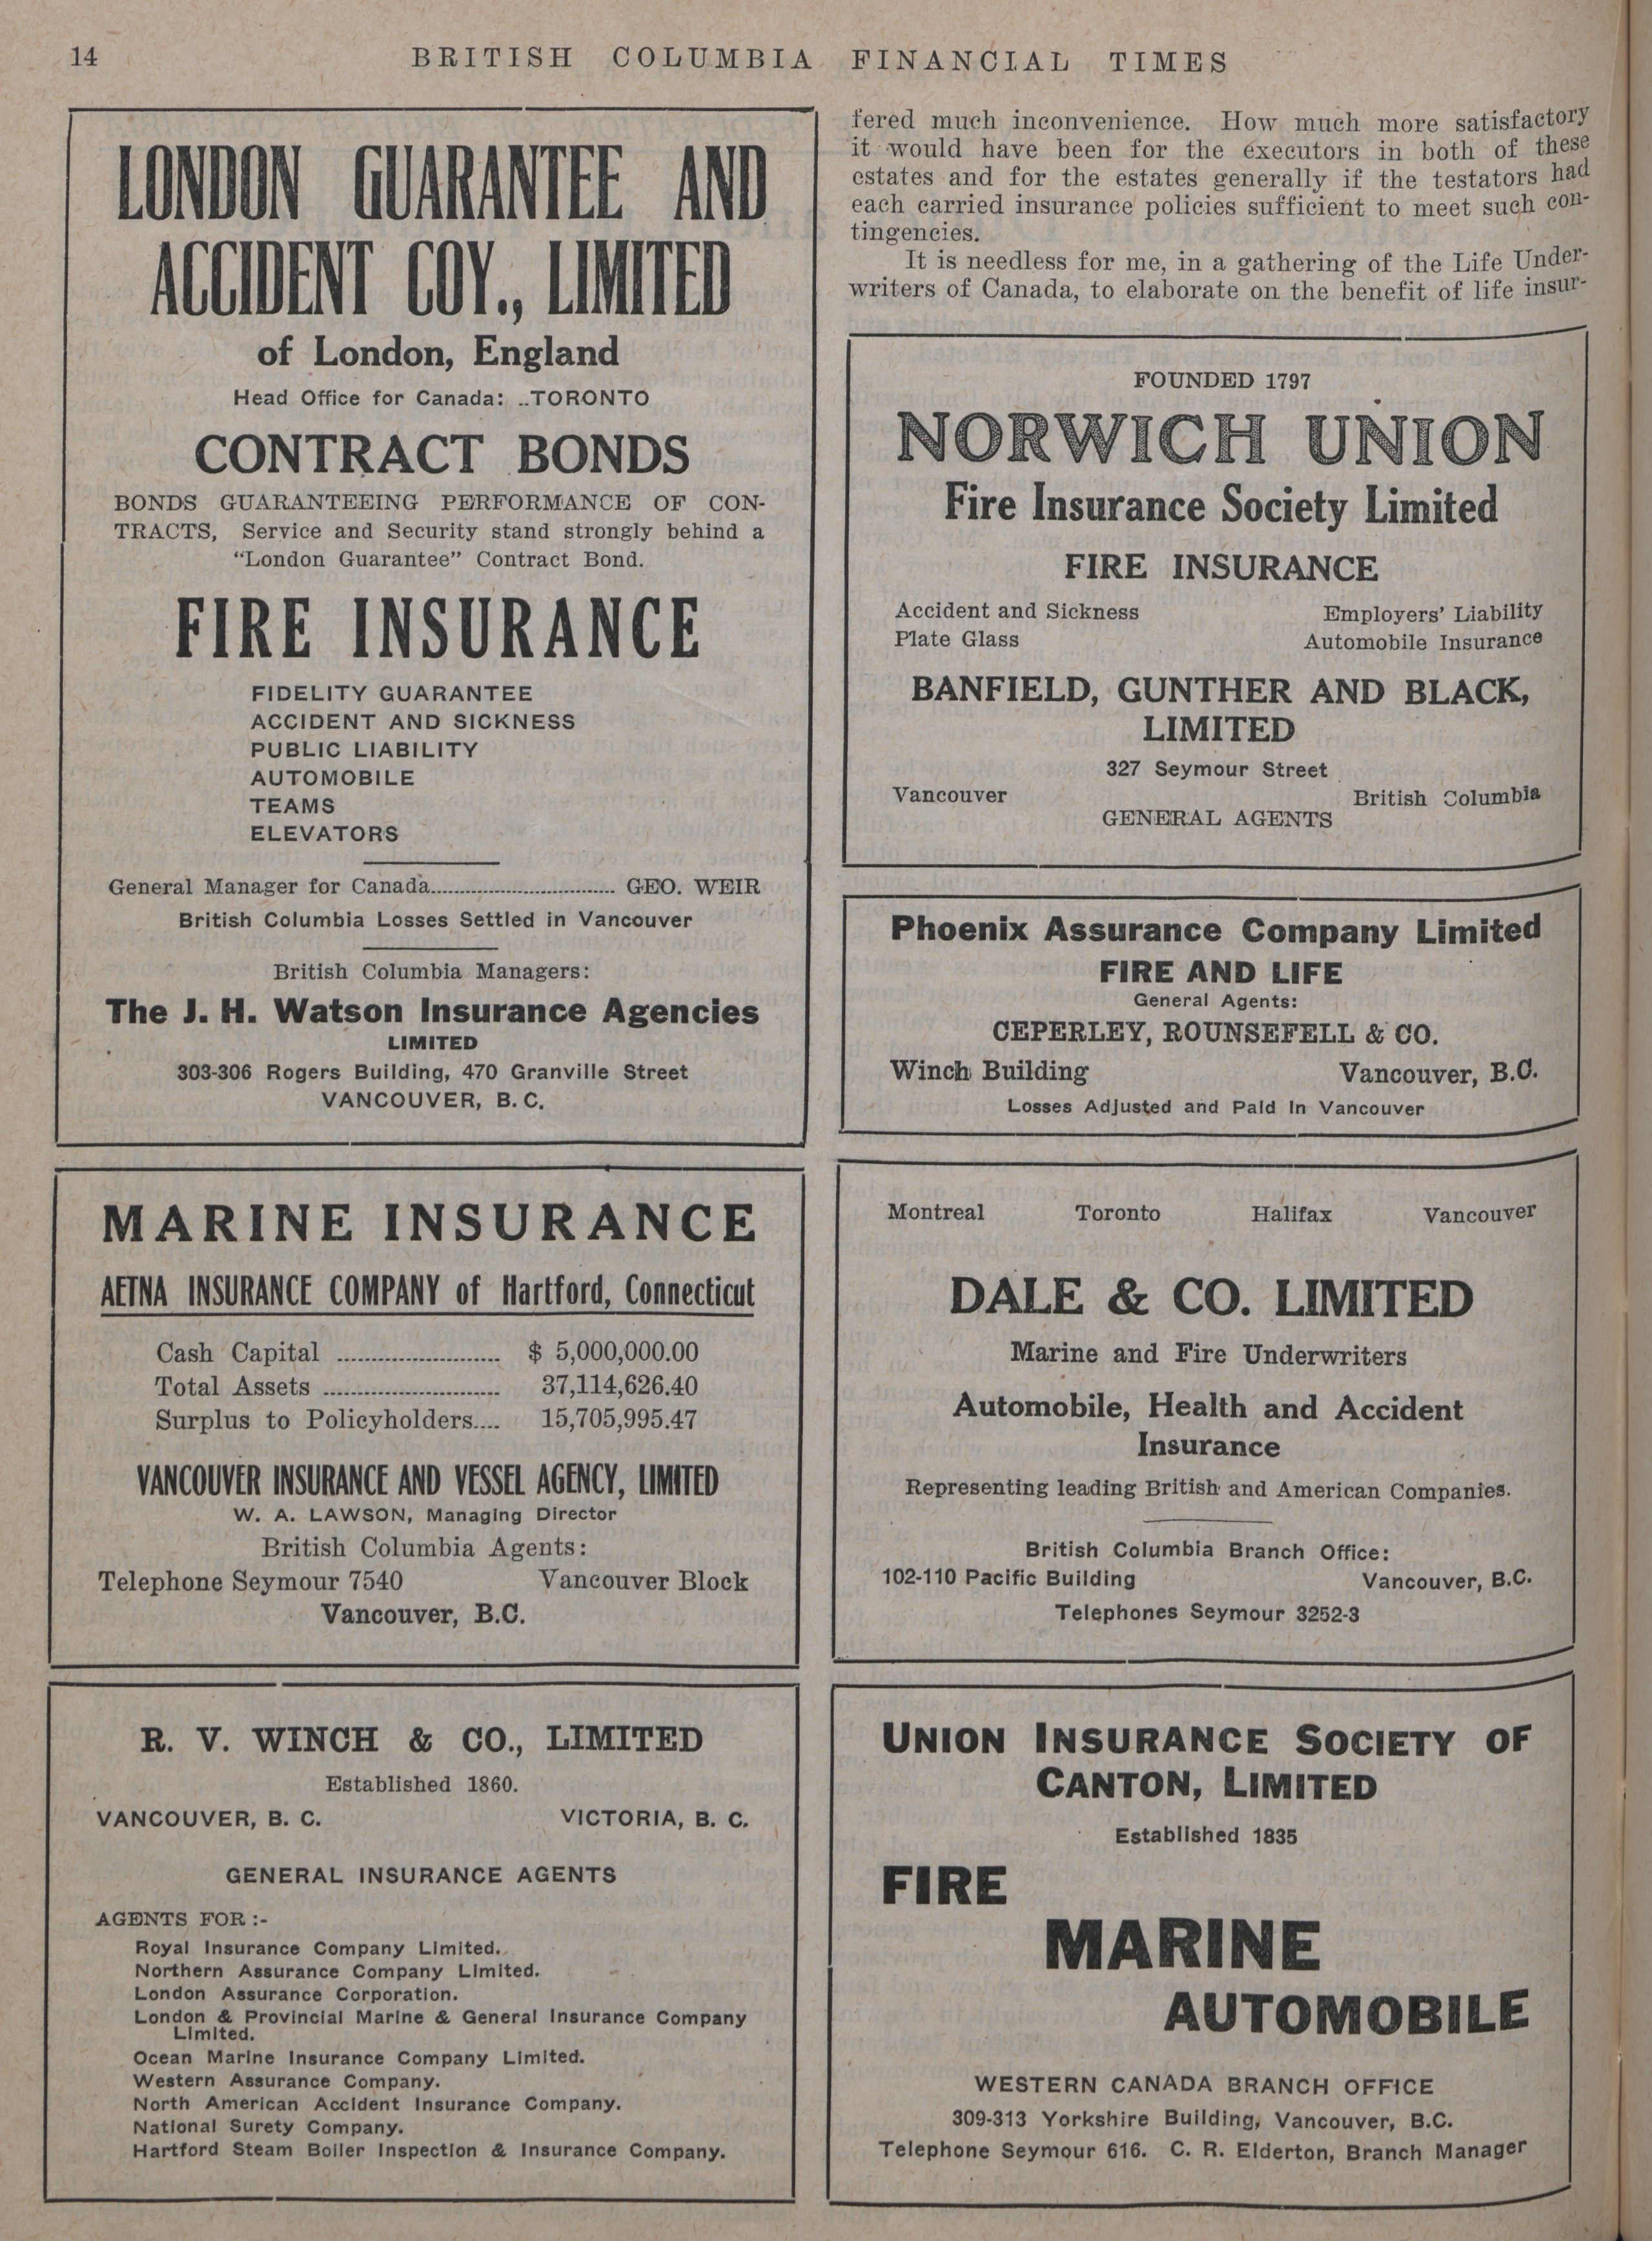 14
BRITISH COLUMBIA FINANCIAL TIMES
LONDON GUARANTEE AND
ACCIDENT COY., LIMITED
of London, England
Head Office for Canada: ..TORONTO
CONTRACT BONDS
BONDS GUARANTEEING PERFORMANCE OF CON-
TRACTS, Service and Security stand strongly behind a
“London Guarantee” Contract Bond.
FIRE INSURANCE
FIDELITY GUARANTEE
ACCIDENT AND SICKNESS
PUBLIC LIABILITY
AUTOMOBILE
TEAMS
ELEVATORS
General Manager for Canada................................ GEO. WEIR
British Columbia Losses Settled in Vancouver
British Columbia Managers:
The J. H. Watson Insurance Agencies
LIMITED
303-306 Rogers Building, 470 Granville Street
VANCOUVER, B. C.
MARINE INSURANCE
AETNA INSURANCE COMPANY of Hartford, Connecticut
Cash Capital ........................ $ 5,000,000.00
Total Assets .......................... 37,114,626.40
Surplus to Policyholders.... 15,705,995.47
VANCOUVER INSURANCE AND VESSEL AGENCY, LIMITED
W. A. LAWSON, Managing Director
British Columbia Agents:
Telephone Seymour 7540 Vancouver Block
Vancouver, B.C.
R. V. WINCH & CO., LIMITED
Established 1860.
VANCOUVER, B. C. VICTORIA, B. C.
GENERAL INSURANCE AGENTS
AGENTS FOR :-
Royal Insurance Company Limited.
Northern Assurance Company Limited.
London Assurance Corporation.
London & Provincial Marine & General Insurance Company
Limited.
Ocean Marine Insurance Company Limited.
Western Assurance Company.
North American Accident Insurance Company.
National Surety Company.
Hartford Steam Boiler Inspection & Insurance Company.
fered much inconvenience. How much more satisfactory
it would have been for the executors in both of these
estates and for the estates generally if the testators had
each carried insurance policies sufficient to meet such con-
tingencies.
It is needless for me, in a gathering of the Life Under-
writers of Canada, to elaborate on the benefit of life insur-
FOUNDED 1797
NORWICH UNION
Fire Insurance Society Limited
FIRE INSURANCE
Accident and Sickness Employers’ Liability
Plate Glass Automobile Insurance
BANFIELD, GUNTHER AND BLACK,
LIMITED
327 Seymour Street
Vancouver British Columbia
GENERAL AGENTS
Phoenix Assurance Company Limited
FIRE AND LIFE
General Agents:
CEPERLEY, ROUNSEFELL & CO.
Winch Building Vancouver, B.C.
Losses Adjusted and Paid in Vancouver
Montreal Toronto Halifax Vancouver
DALE & CO. LIMITED
Marine and Fire Underwriters
Automobile, Health and Accident
Insurance
Representing leading British and American Companies.
British Columbia Branch Office:
102-110 Pacific Building Vancouver, B.C.
Telephones Seymour 3252-3
UNION INSURANCE SOCIETY OF
CANTON, LIMITED
Established 1835
FIRE
MARINE
AUTOMOBILE
WESTERN CANADA BRANCH OFFICE
309-313 Yorkshire Building, Vancouver, B.C.
Telephone Seymour 616. C. R. Elderton, Branch Manager